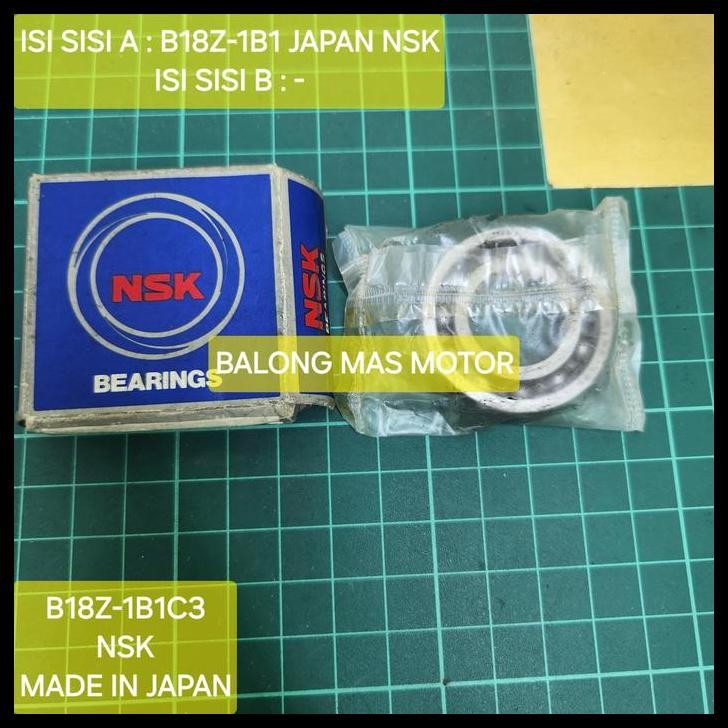 ISI SISI A : B18Z-1B1 JAPAN NSK
ISI SISI B : -
NSK
BEARINGS
NSK
BEARINGS
BALONG MAS MOTOR
B18Z-1B1C3
NSK
MADE IN JAPAN